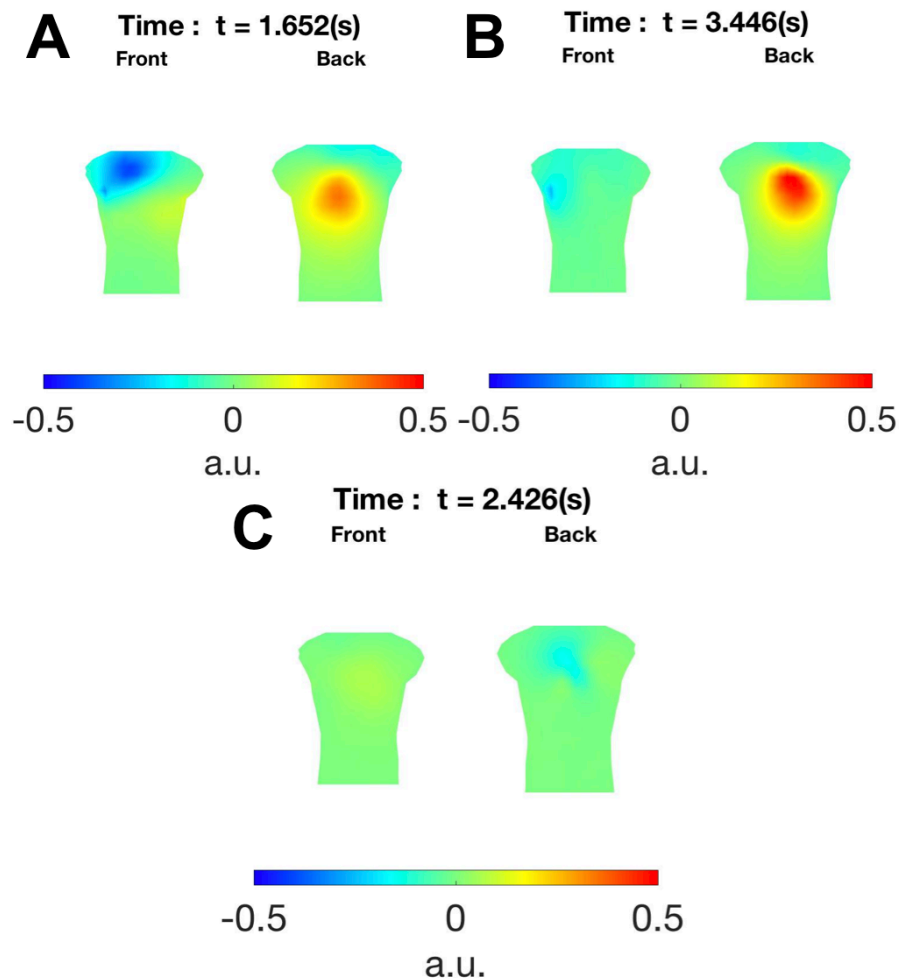 A
Time : t = 1.652(s)
Front Back
-0.5 0 0.5
a.u.
B
Time : t = 3.446(s)
Front Back
-0.5 0 0.5
a.u.
C
Time : t = 2.426(s)
Front Back
-0.5 0 0.5
a.u.